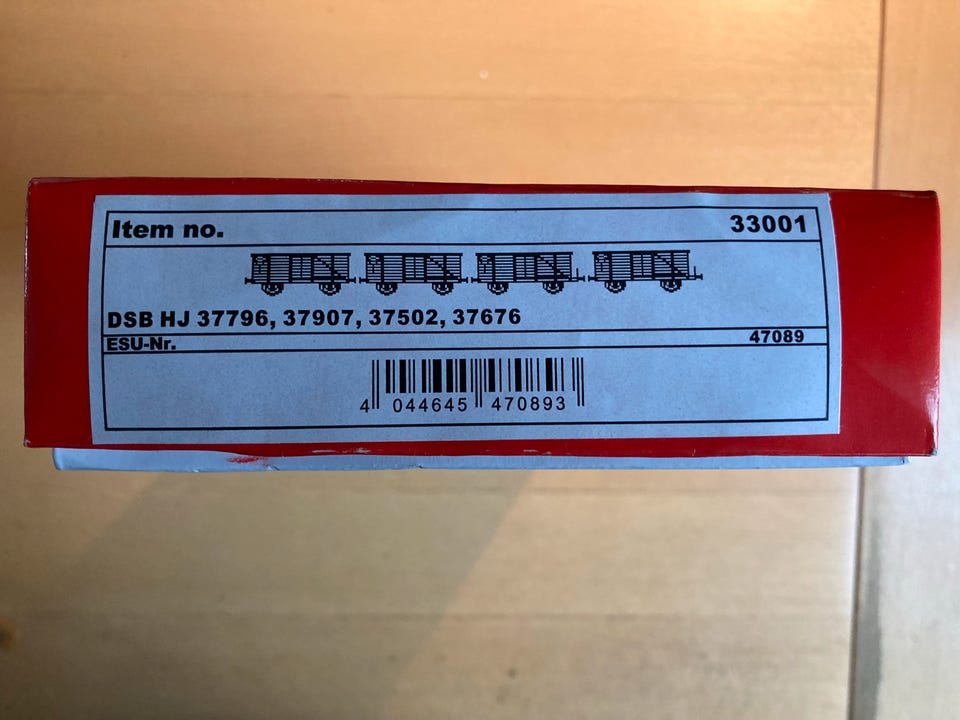 Item no. 33001
DSB HJ 37796, 37907, 37502, 37676
ESU-Nr. 47089
4 044645 470893